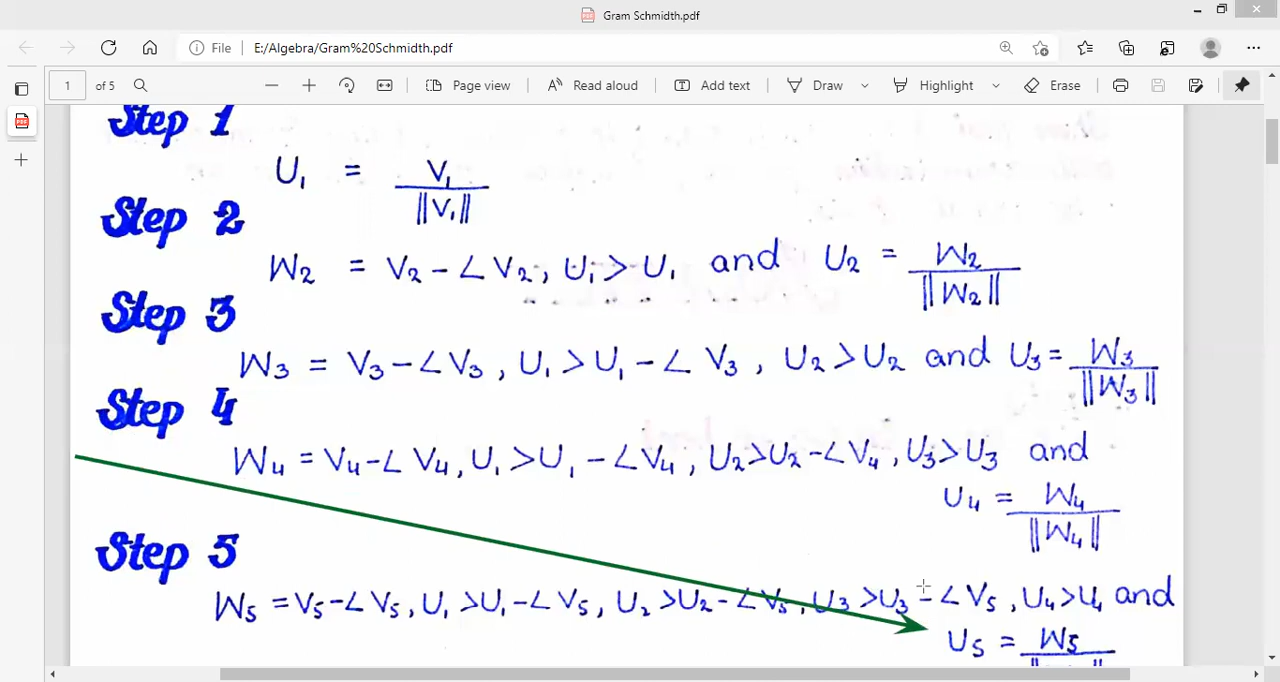 Gram Schmidth.pdf
File E:/Algebra/Gram%20Schmidth.pdf
1 of 5 Page view Read aloud Add text Draw Highlight Erase
Step 1
U₁ = V₁ / ||V₁||
Step 2
W₂ = V₂ - ∠ V₂, U₁ > U₁ and U₂ = W₂ / ||W₂||
Step 3
W₃ = V₃ - ∠ V₃, U₁ > U₁ - ∠ V₃, U₂ > U₂ and U₃ = W₃ / ||W₃||
Step 4
W₄ = V₄ - ∠ V₄, U₁ > U₁ - ∠ V₄, U₂ > U₂ - ∠ V₄, U₃ > U₃ and
U₄ = W₄ / ||W₄||
Step 5
W₅ = V₅ - ∠ V₅, U₁ > U₁ - ∠ V₅, U₂ > U₂ - ∠ V₅, U₃ > U₃ - ∠ V₅, U₄ > U₄ and
U₅ = W₅